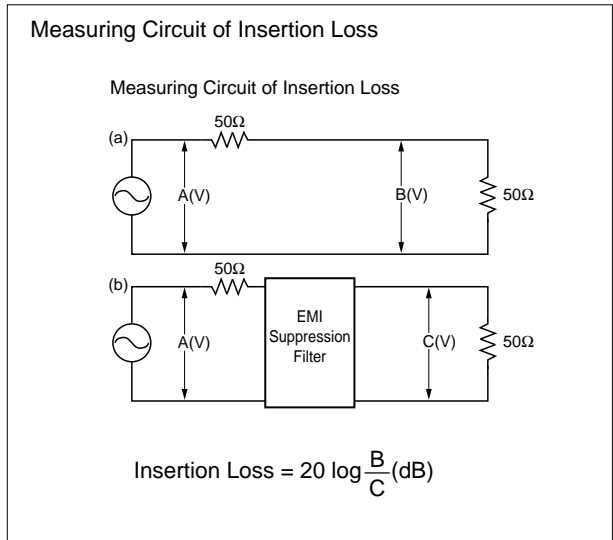 Measuring Circuit of Insertion Loss
Measuring Circuit of Insertion Loss
(a)
50Ω
A(V)
B(V)
50Ω
(b)
50Ω
A(V)
EMI
Suppression
Filter
C(V)
50Ω
Insertion Loss = 20 log B/C (dB)